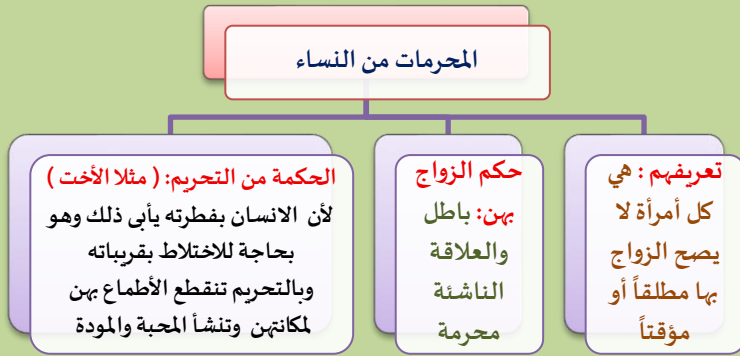 المحرمات من النساء
تعريفهم : هي
كل أمرأة لا
يصح الزواج
بها مطلقاً أو
مؤقتاً
حكم الزواج
بهن: باطل
والعلاقة
الناشئة
محرمة
الحكمة من التحريم: ( مثلا الأخت )
لأن الانسان بفطرته يأبى ذلك وهو
بحاجة للاختلاط بقريباته
وبالتحريم تنقطع الأطماع بهن
لمكانتهن وتنشأ المحبة والمودة